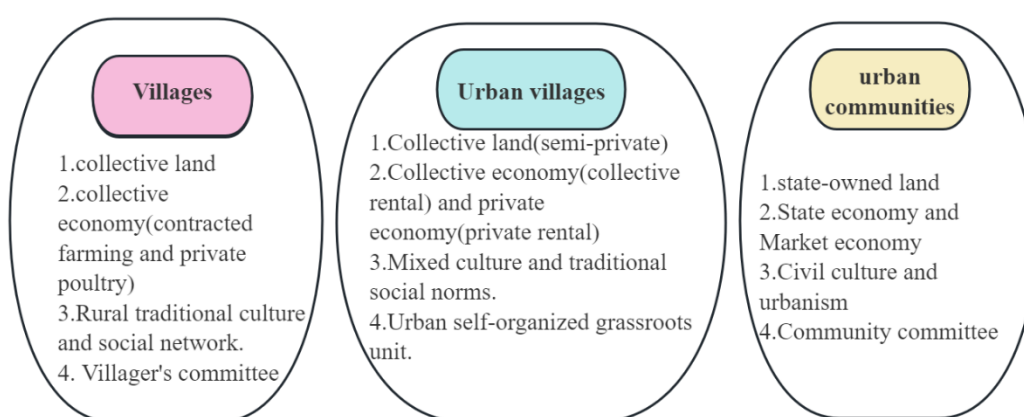 Villages
1.collective land
2.collective
economy(contracted
farming and private
poultry)
3.Rural traditional culture
and social network.
4. Villager's committee
Urban villages
1.Collective land(semi-private)
2.Collective economy(collective
rental) and private
economy(private rental)
3.Mixed culture and traditional
social norms.
4.Urban self-organized grassroots
unit.
urban
communities
1.state-owned land
2.State economy and
Market economy
3.Civil culture and
urbanism
4.Community committee